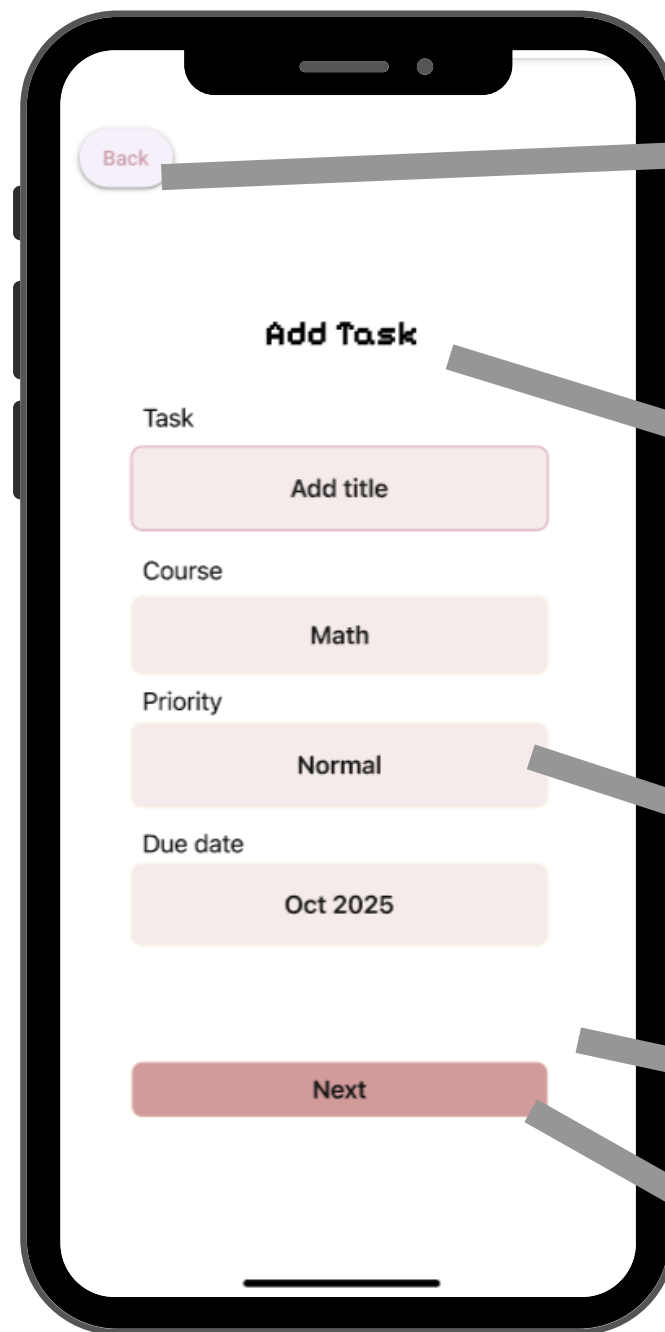 Back
Add Task
Task
Add title
Course
Math
Priority
Normal
Due date
Oct 2025
Next